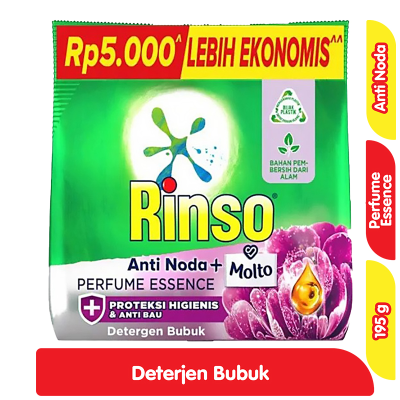 Rp5.000^ LEBIH EKONOMIS^^
BIJAK
PLASTIK
BAHAN PEM-
BERSIH DARI
ALAM
Rinso®
Anti Noda + Molto
PERFUME ESSENCE
PROTEKSI HIGIENIS
& ANTI BAU
Detergen Bubuk
Deterjen Bubuk
Anti Noda
Perfume
Essence
195 g